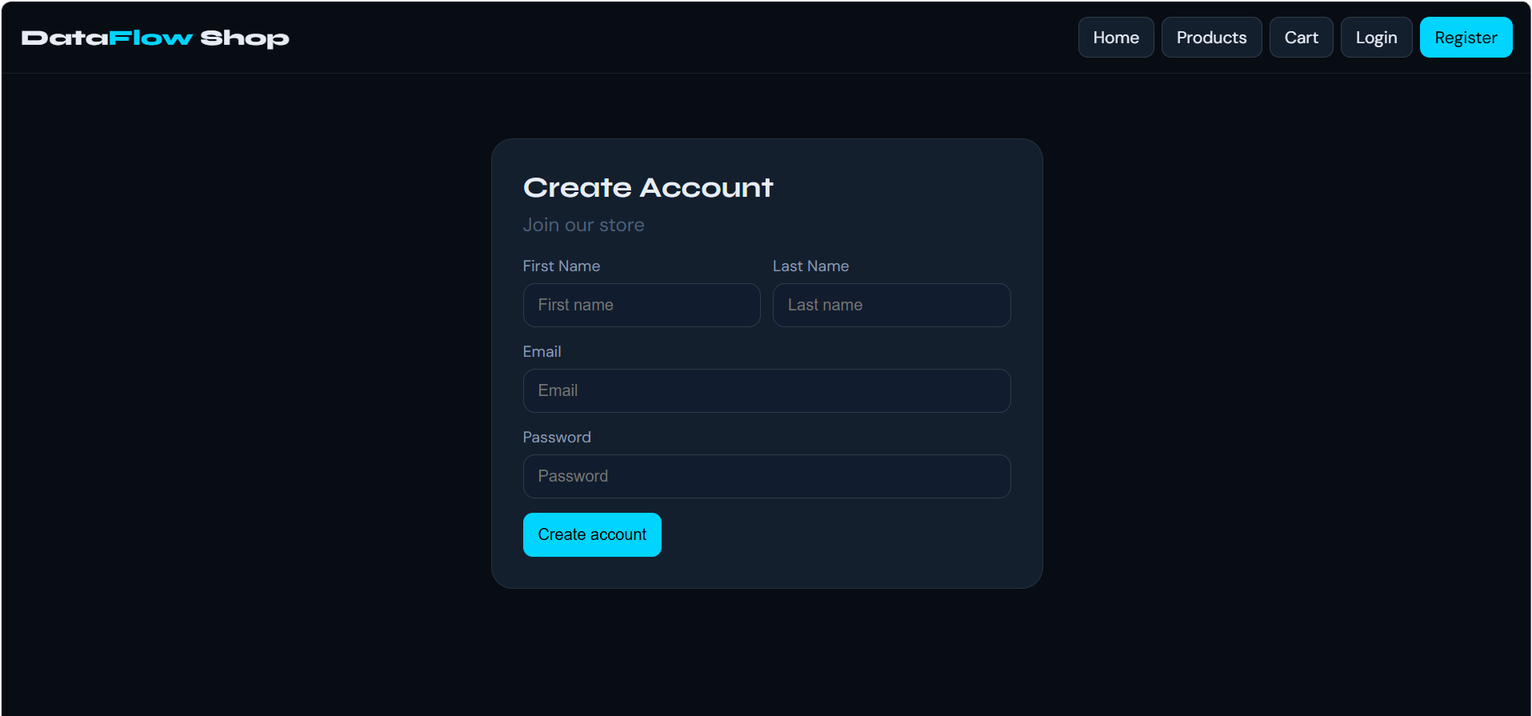 DataFlow Shop Home Products Cart Login Register
Create Account
Join our store
First Name Last Name
First name Last name
Email
Email
Password
Password
Create account